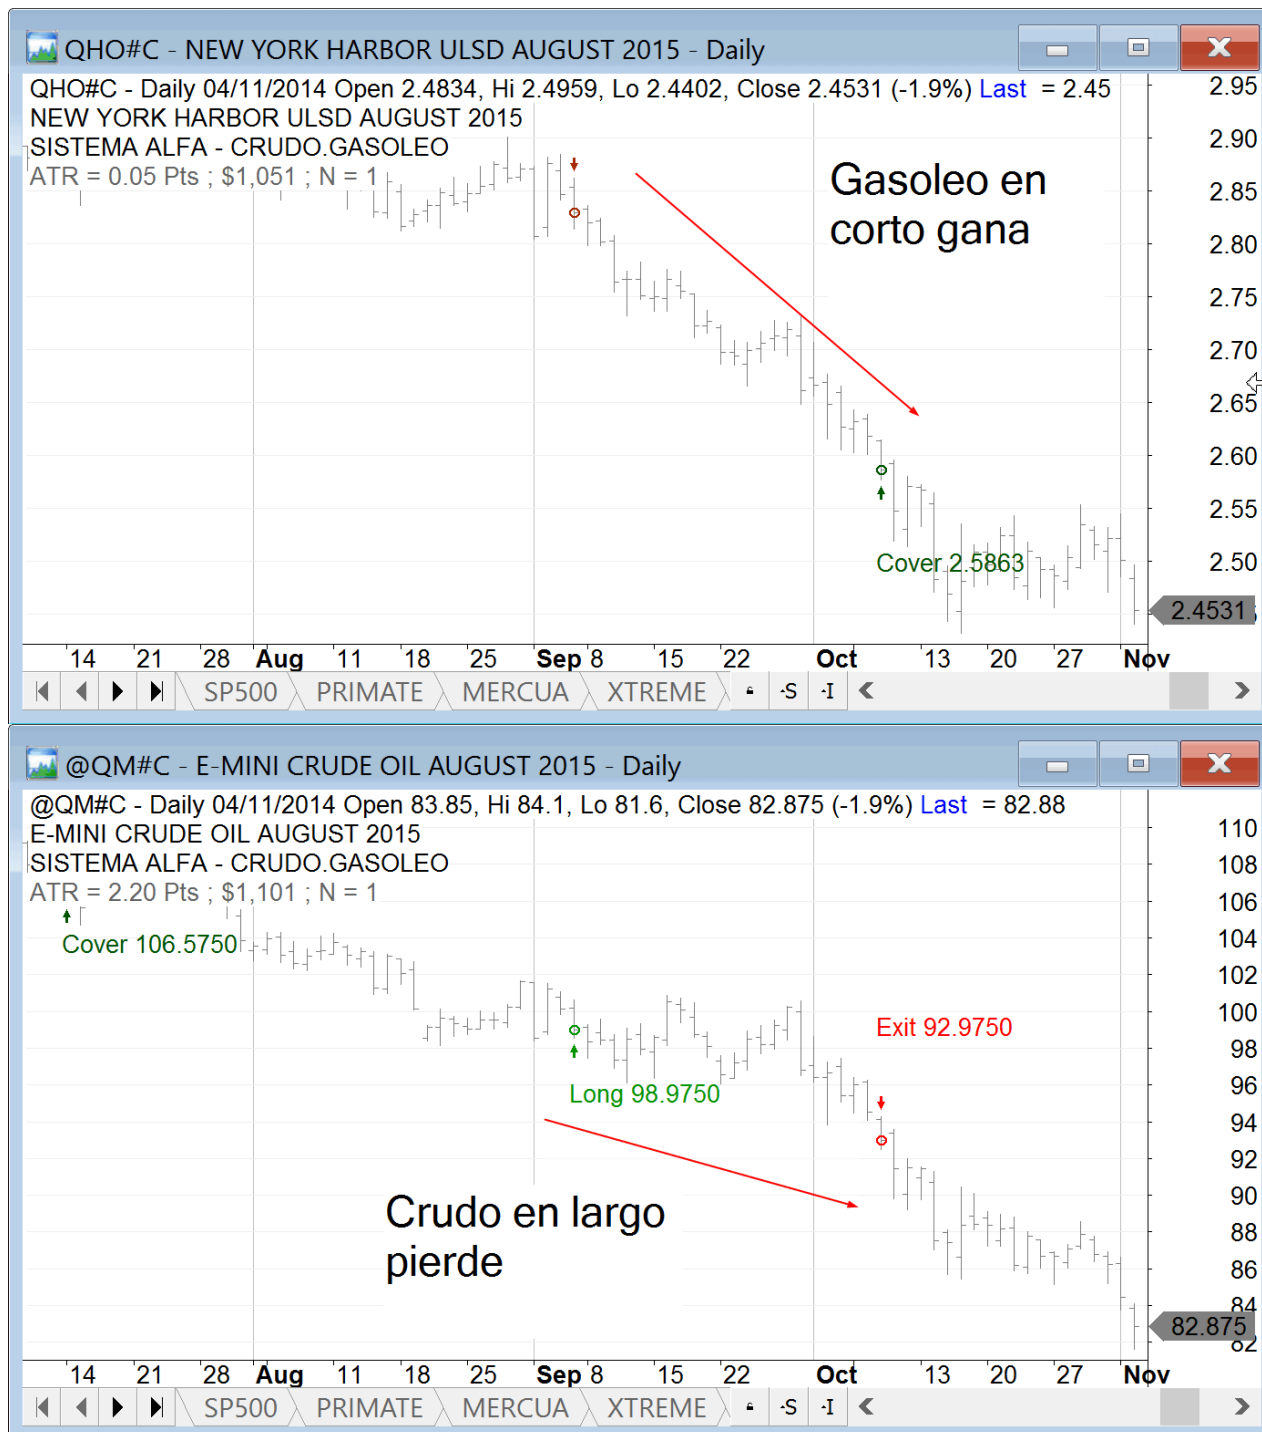 QHO#C - NEW YORK HARBOR ULSD AUGUST 2015 - Daily
QHO#C - Daily 04/11/2014 Open 2.4834, Hi 2.4959, Lo 2.4402, Close 2.4531 (-1.9%) Last = 2.45
NEW YORK HARBOR ULSD AUGUST 2015
SISTEMA ALFA - CRUDO.GASOLEO
ATR = 0.05 Pts ; $1,051 ; N = 1
Gasoleo en
corto gana
2.95
2.90
2.85
2.80
2.75
2.70
2.65
2.60
2.55
2.50
Cover 2.5863
2.4531
14 21 28 Aug 11 18 25 Sep 8 15 22 Oct 13 20 27 Nov
SP500 PRIMATE MERCUA XTREME -S -I
@QM#C - E-MINI CRUDE OIL AUGUST 2015 - Daily
@QM#C - Daily 04/11/2014 Open 83.85, Hi 84.1, Lo 81.6, Close 82.875 (-1.9%) Last = 82.88
E-MINI CRUDE OIL AUGUST 2015
SISTEMA ALFA - CRUDO.GASOLEO
ATR = 2.20 Pts ; $1,101 ; N = 1
Cover 106.5750
Exit 92.9750
Long 98.9750
Crudo en largo
pierde
110
108
106
104
102
100
98
96
94
92
90
88
86
84
82.875
82
14 21 28 Aug 11 18 25 Sep 8 15 22 Oct 13 20 27 Nov
SP500 PRIMATE MERCUA XTREME -S -I